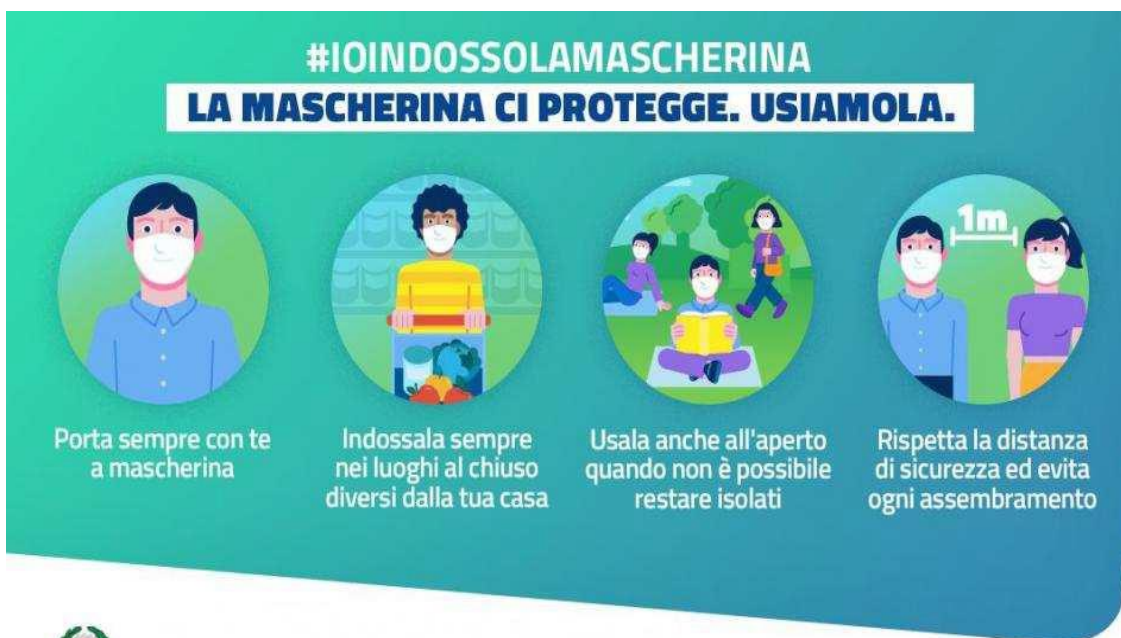 #IOINDOSSOLAMASCHERINA
LA MASCHERINA CI PROTEGGE. USIAMOLA.
1m
Porta sempre con te
a mascherina
Indossala sempre
nei luoghi al chiuso
diversi dalla tua casa
Usala anche all'aperto
quando non è possibile
restare isolati
Rispetta la distanza
di sicurezza ed evita
ogni assembramento